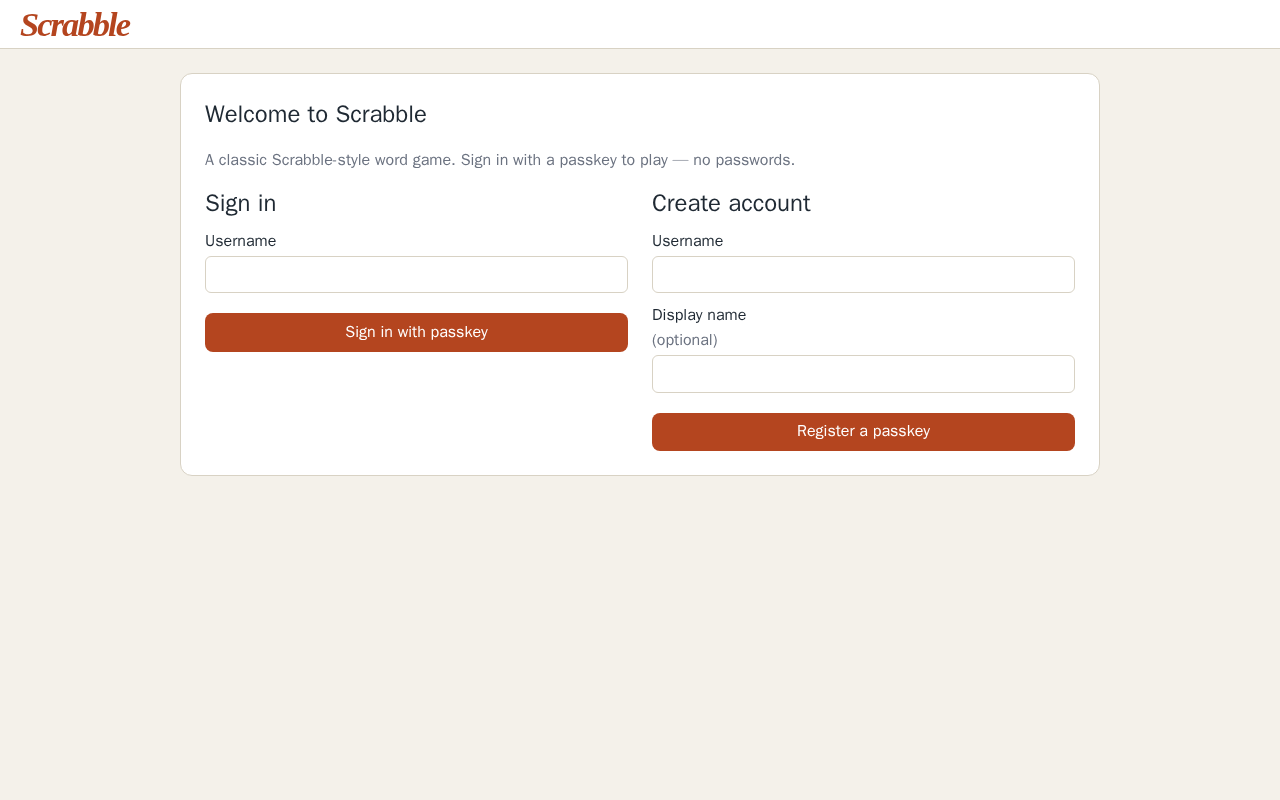 Scrabble
Welcome to Scrabble
A classic Scrabble-style word game. Sign in with a passkey to play — no passwords.
Sign in
Username
Sign in with passkey
Create account
Username
Display name
(optional)
Register a passkey